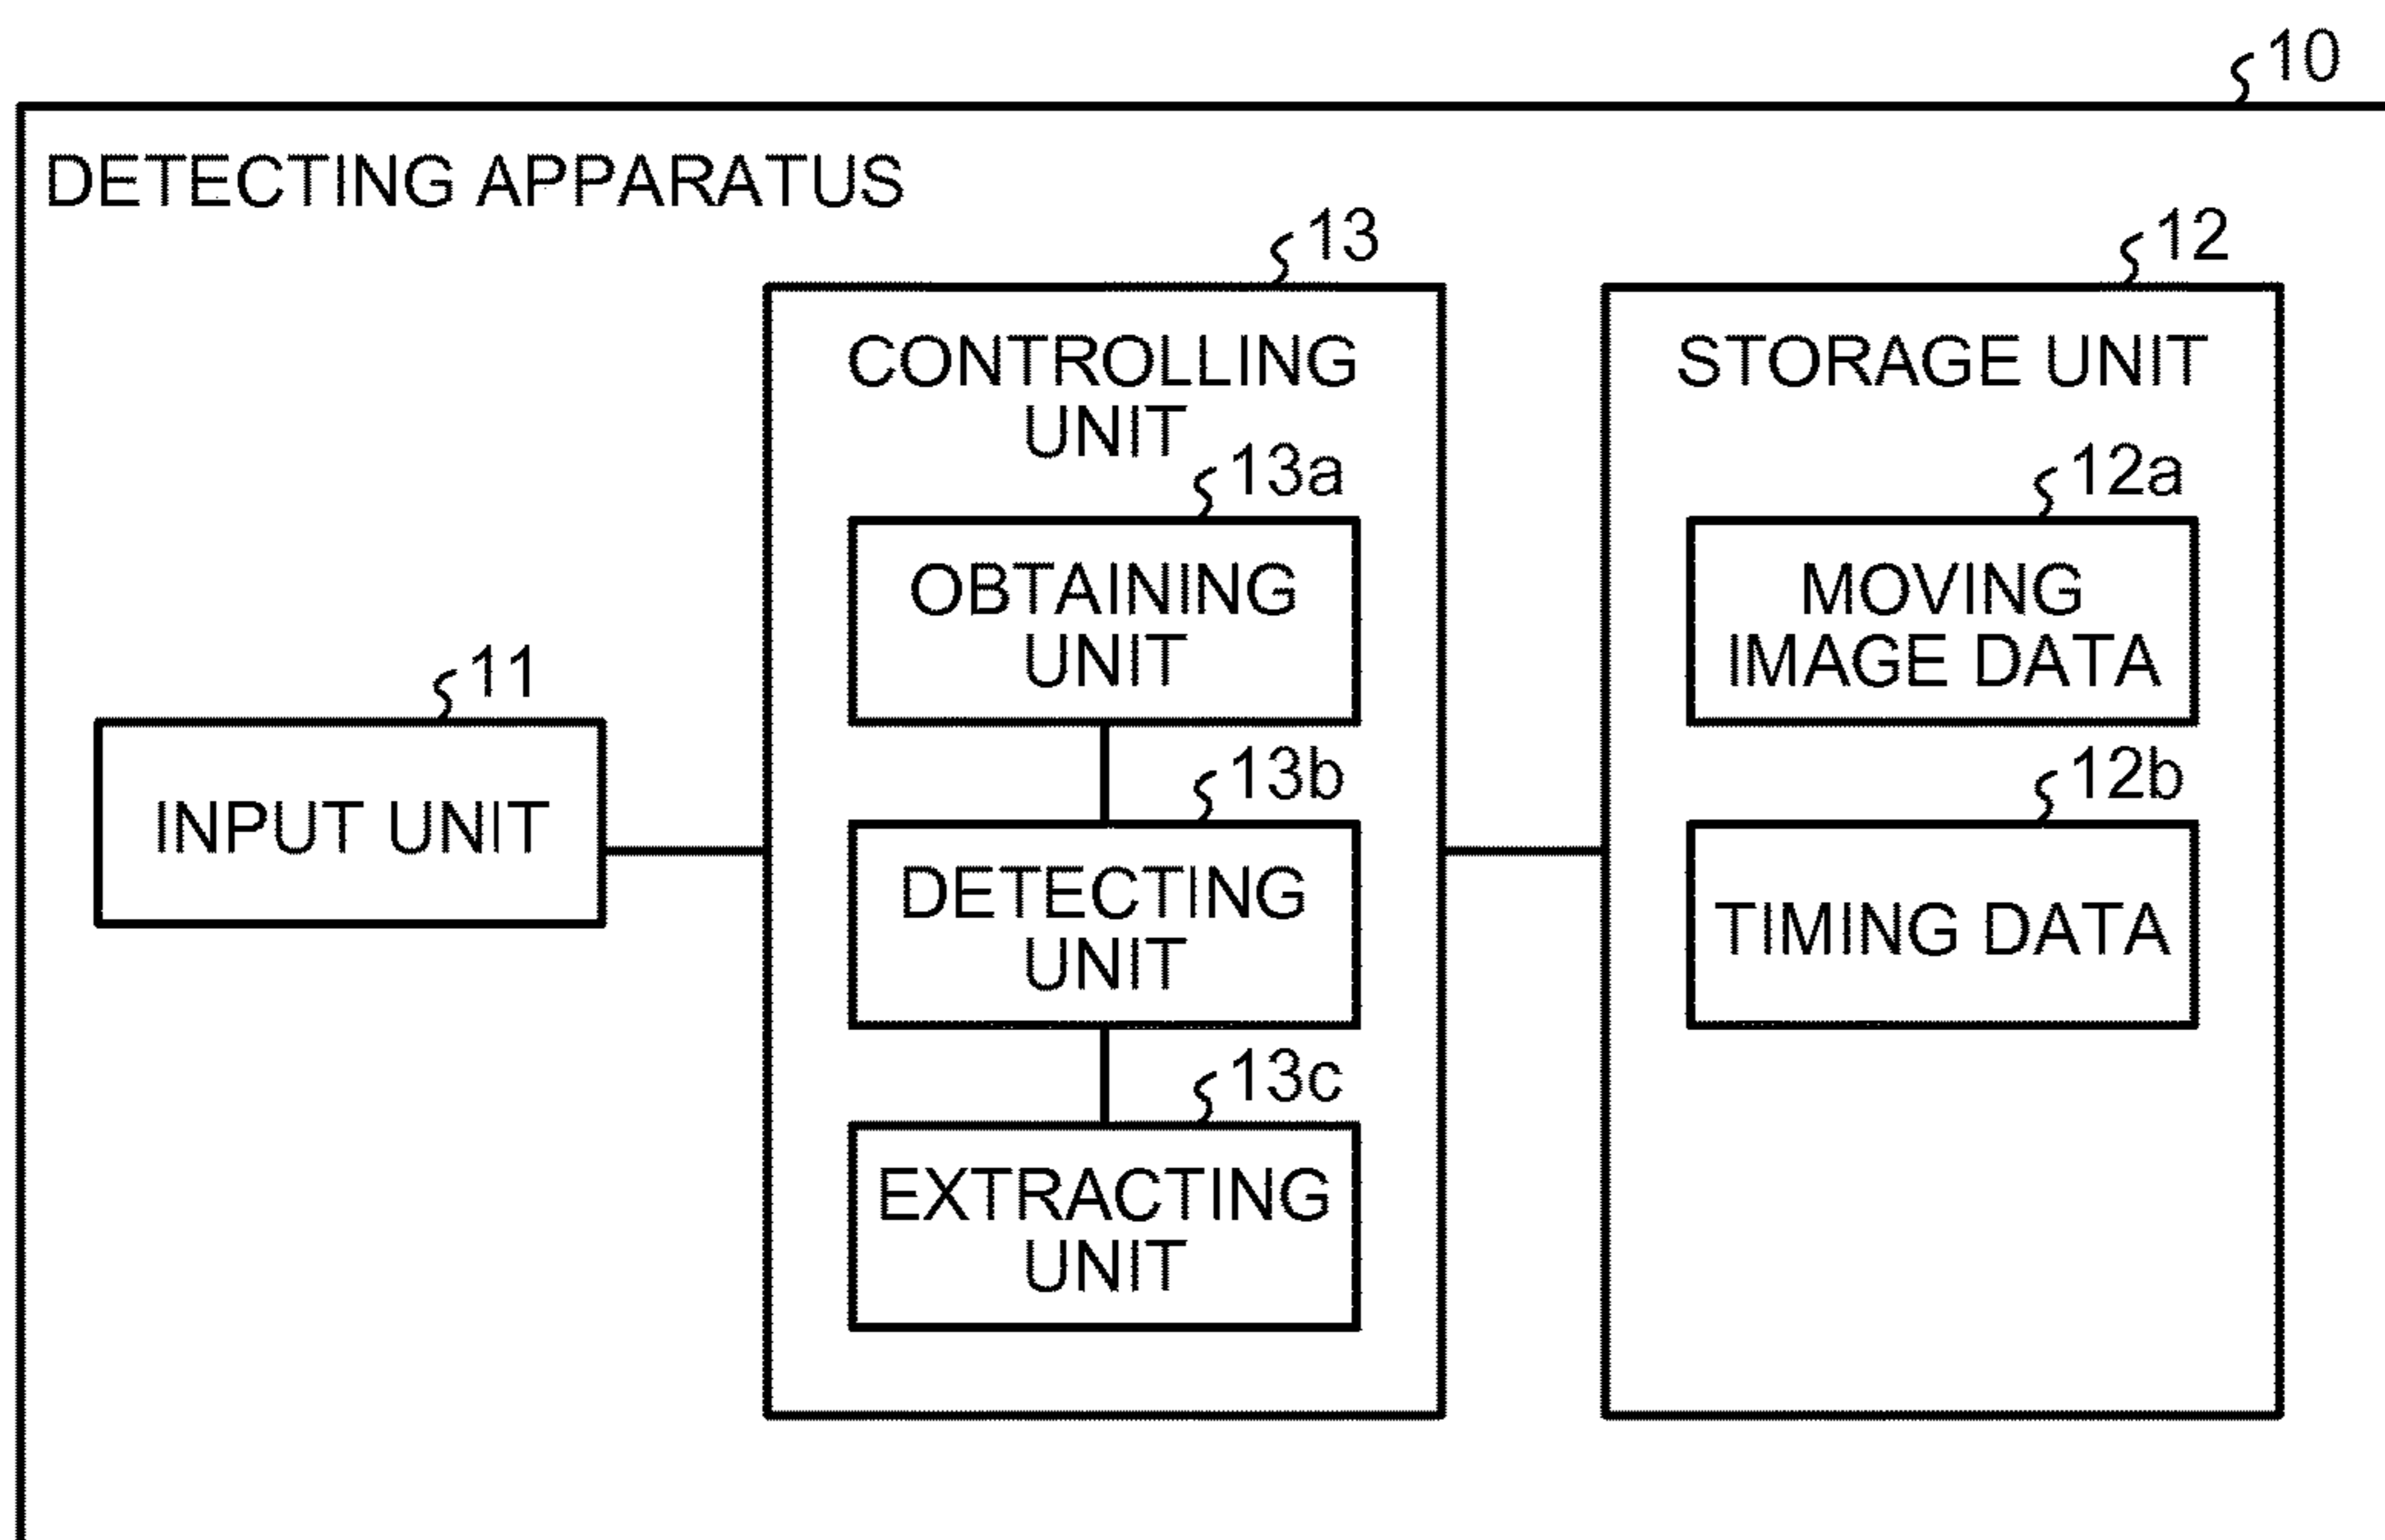 10
DETECTING APPARATUS
13
CONTROLLING
UNIT
13a
OBTAINING
UNIT
13b
DETECTING
UNIT
13c
EXTRACTING
UNIT
11
INPUT UNIT
12
STORAGE UNIT
12a
MOVING
IMAGE DATA
12b
TIMING DATA